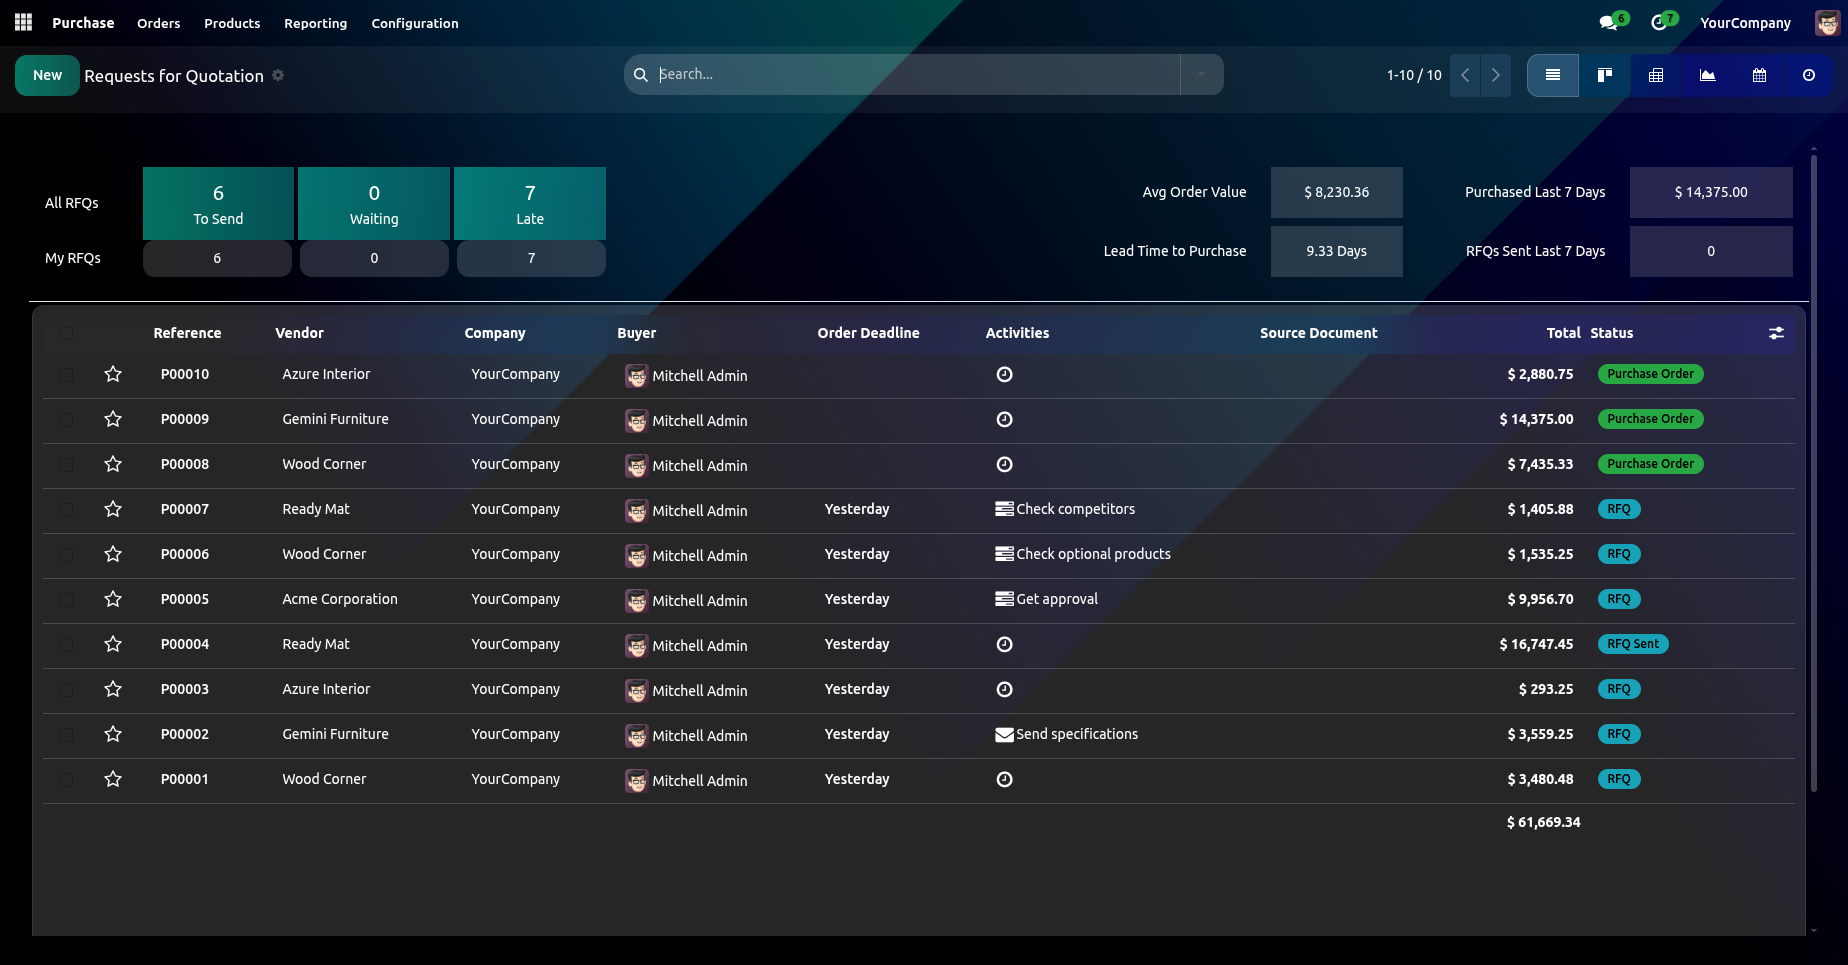 Purchase Orders Products Reporting Configuration 6 7 YourCompany
New Requests for Quotation Search... 1-10 / 10
All RFQs 6 To Send 0 Waiting 7 Late
My RFQs 6 0 7
Avg Order Value $ 8,230.36 Purchased Last 7 Days $ 14,375.00
Lead Time to Purchase 9.33 Days RFQs Sent Last 7 Days 0
Reference Vendor Company Buyer Order Deadline Activities Source Document Total Status
P00010 Azure Interior YourCompany Mitchell Admin $ 2,880.75 Purchase Order
P00009 Gemini Furniture YourCompany Mitchell Admin $ 14,375.00 Purchase Order
P00008 Wood Corner YourCompany Mitchell Admin $ 7,435.33 Purchase Order
P00007 Ready Mat YourCompany Mitchell Admin Yesterday Check competitors $ 1,405.88 RFQ
P00006 Wood Corner YourCompany Mitchell Admin Yesterday Check optional products $ 1,535.25 RFQ
P00005 Acme Corporation YourCompany Mitchell Admin Yesterday Get approval $ 9,956.70 RFQ
P00004 Ready Mat YourCompany Mitchell Admin Yesterday $ 16,747.45 RFQ Sent
P00003 Azure Interior YourCompany Mitchell Admin Yesterday $ 293.25 RFQ
P00002 Gemini Furniture YourCompany Mitchell Admin Yesterday Send specifications $ 3,559.25 RFQ
P00001 Wood Corner YourCompany Mitchell Admin Yesterday $ 3,480.48 RFQ
$ 61,669.34